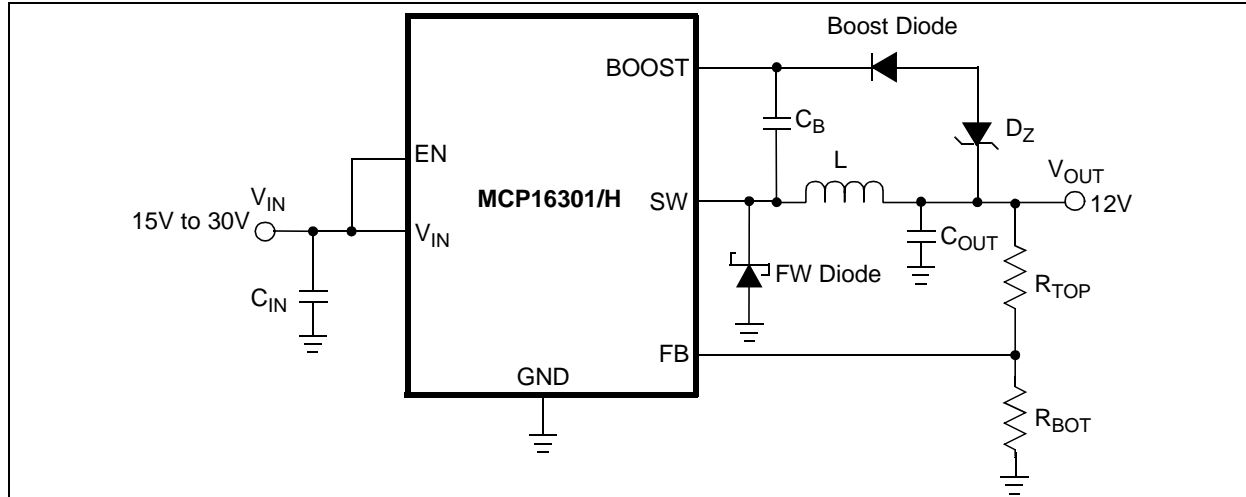 Boost Diode
BOOST
C_B
D_Z
EN
L
V_OUT
V_IN
MCP16301/H
SW
15V to 30V
12V
V_IN
C_OUT
FW Diode
C_IN
R_TOP
FB
GND
R_BOT